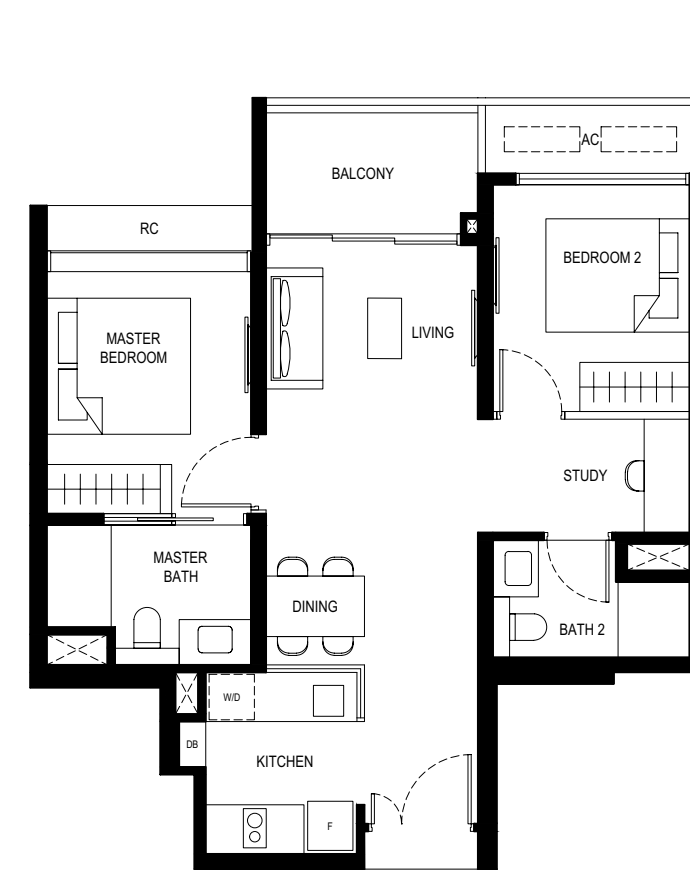 AC
BALCONY
RC
BEDROOM 2
MASTER
BEDROOM
LIVING
STUDY
MASTER
BATH
DINING
BATH 2
W/D
DB
KITCHEN
F